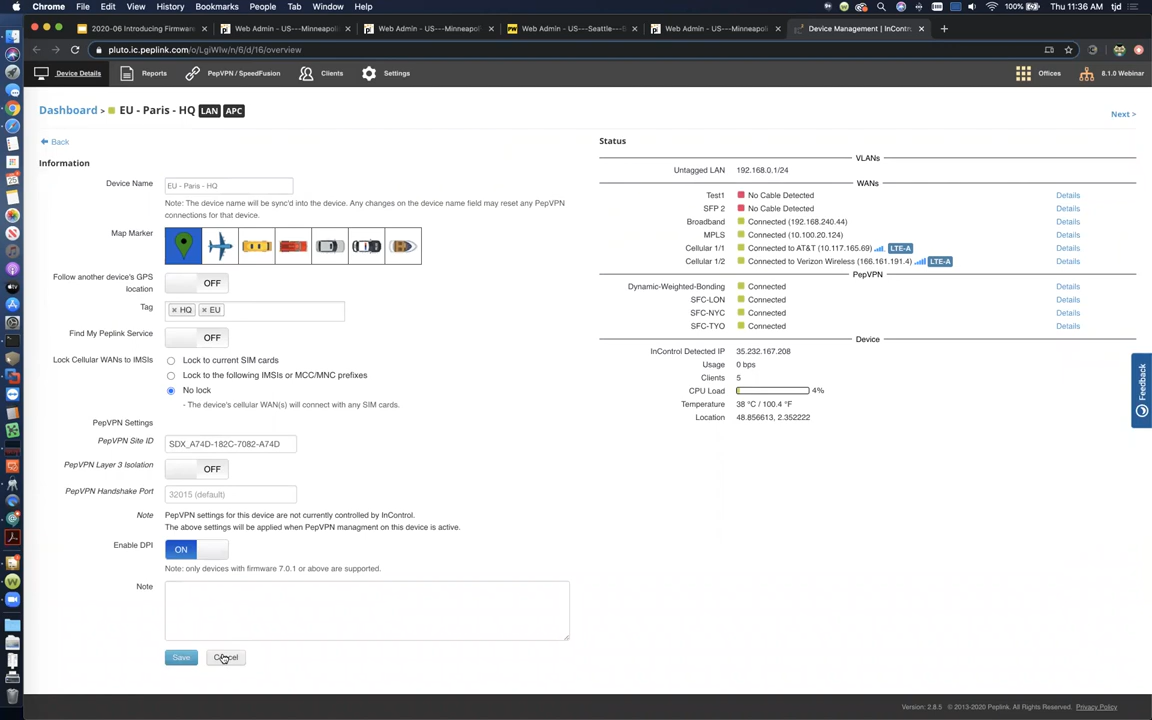 Chrome File Edit View History Bookmarks People Tab Window Help 100% Thu 11:36 AM tjd
2020-06 Introducing Firmware Web Admin - US---Minneapoli Web Admin - US---Minneapoli Web Admin - US---Seattle---B Web Admin - US---Minneapoli Device Management | InContr
pluto.ic.peplink.com/o/LgIWIw/n/6/d/16/overview
Device Details Reports PepVPN / SpeedFusion Clients Settings Offices 8.1.0 Webinar
Dashboard > EU - Paris - HQ LAN APC
Next >
Back
Status
Information
VLANs
Untagged LAN 192.168.0.1/24
WANs
Device Name EU - Paris - HQ
Test1 No Cable Detected Details
Note: The device name will be sync'd into the device. Any changes on the device name field may reset any PepVPN
connections for that device.
SFP 2 No Cable Detected Details
Broadband Connected (192.168.240.44) Details
Map Marker
MPLS Connected (100.100.20.124) Details
Cellular 1/1 Connected to AT&T (10.117.165.69) LTE-A Details
Cellular 1/2 Connected to Verizon Wireless (166.161.191.4) LTE-A Details
PepVPN
Follow another device's GPS
location
OFF
Dynamic-Weighted-Bonding Connected Details
SFC-LON Connected Details
Tag × HQ × EU
SFC-NYC Connected Details
SFC-TYO Connected Details
Find My Peplink Service OFF
Device
InControl Detected IP 35.232.167.208
Lock Cellular WANs to IMSIs Lock to current SIM cards
Usage 0 bps
Lock to the following IMSIs or MCC/MNC prefixes
Clients 5
No lock
CPU Load 4%
- The device's cellular WAN(s) will connect with any SIM cards.
Temperature 38 °C / 100.4 °F
Location 48.856613, 2.352222
Feedback
PepVPN Settings
PepVPN Site ID SDX_A74D-182C-7082-A74D
PepVPN Layer 3 Isolation OFF
PepVPN Handshake Port 32015 (default)
Note PepVPN settings for this device are not currently controlled by InControl.
The above settings will be applied when PepVPN managment on this device is active.
Enable DPI ON
Note: only devices with firmware 7.0.1 or above are supported.
Note
Save Cancel
Version: 2.8.5 © 2013-2020 Peplink. All Rights Reserved. Privacy Policy